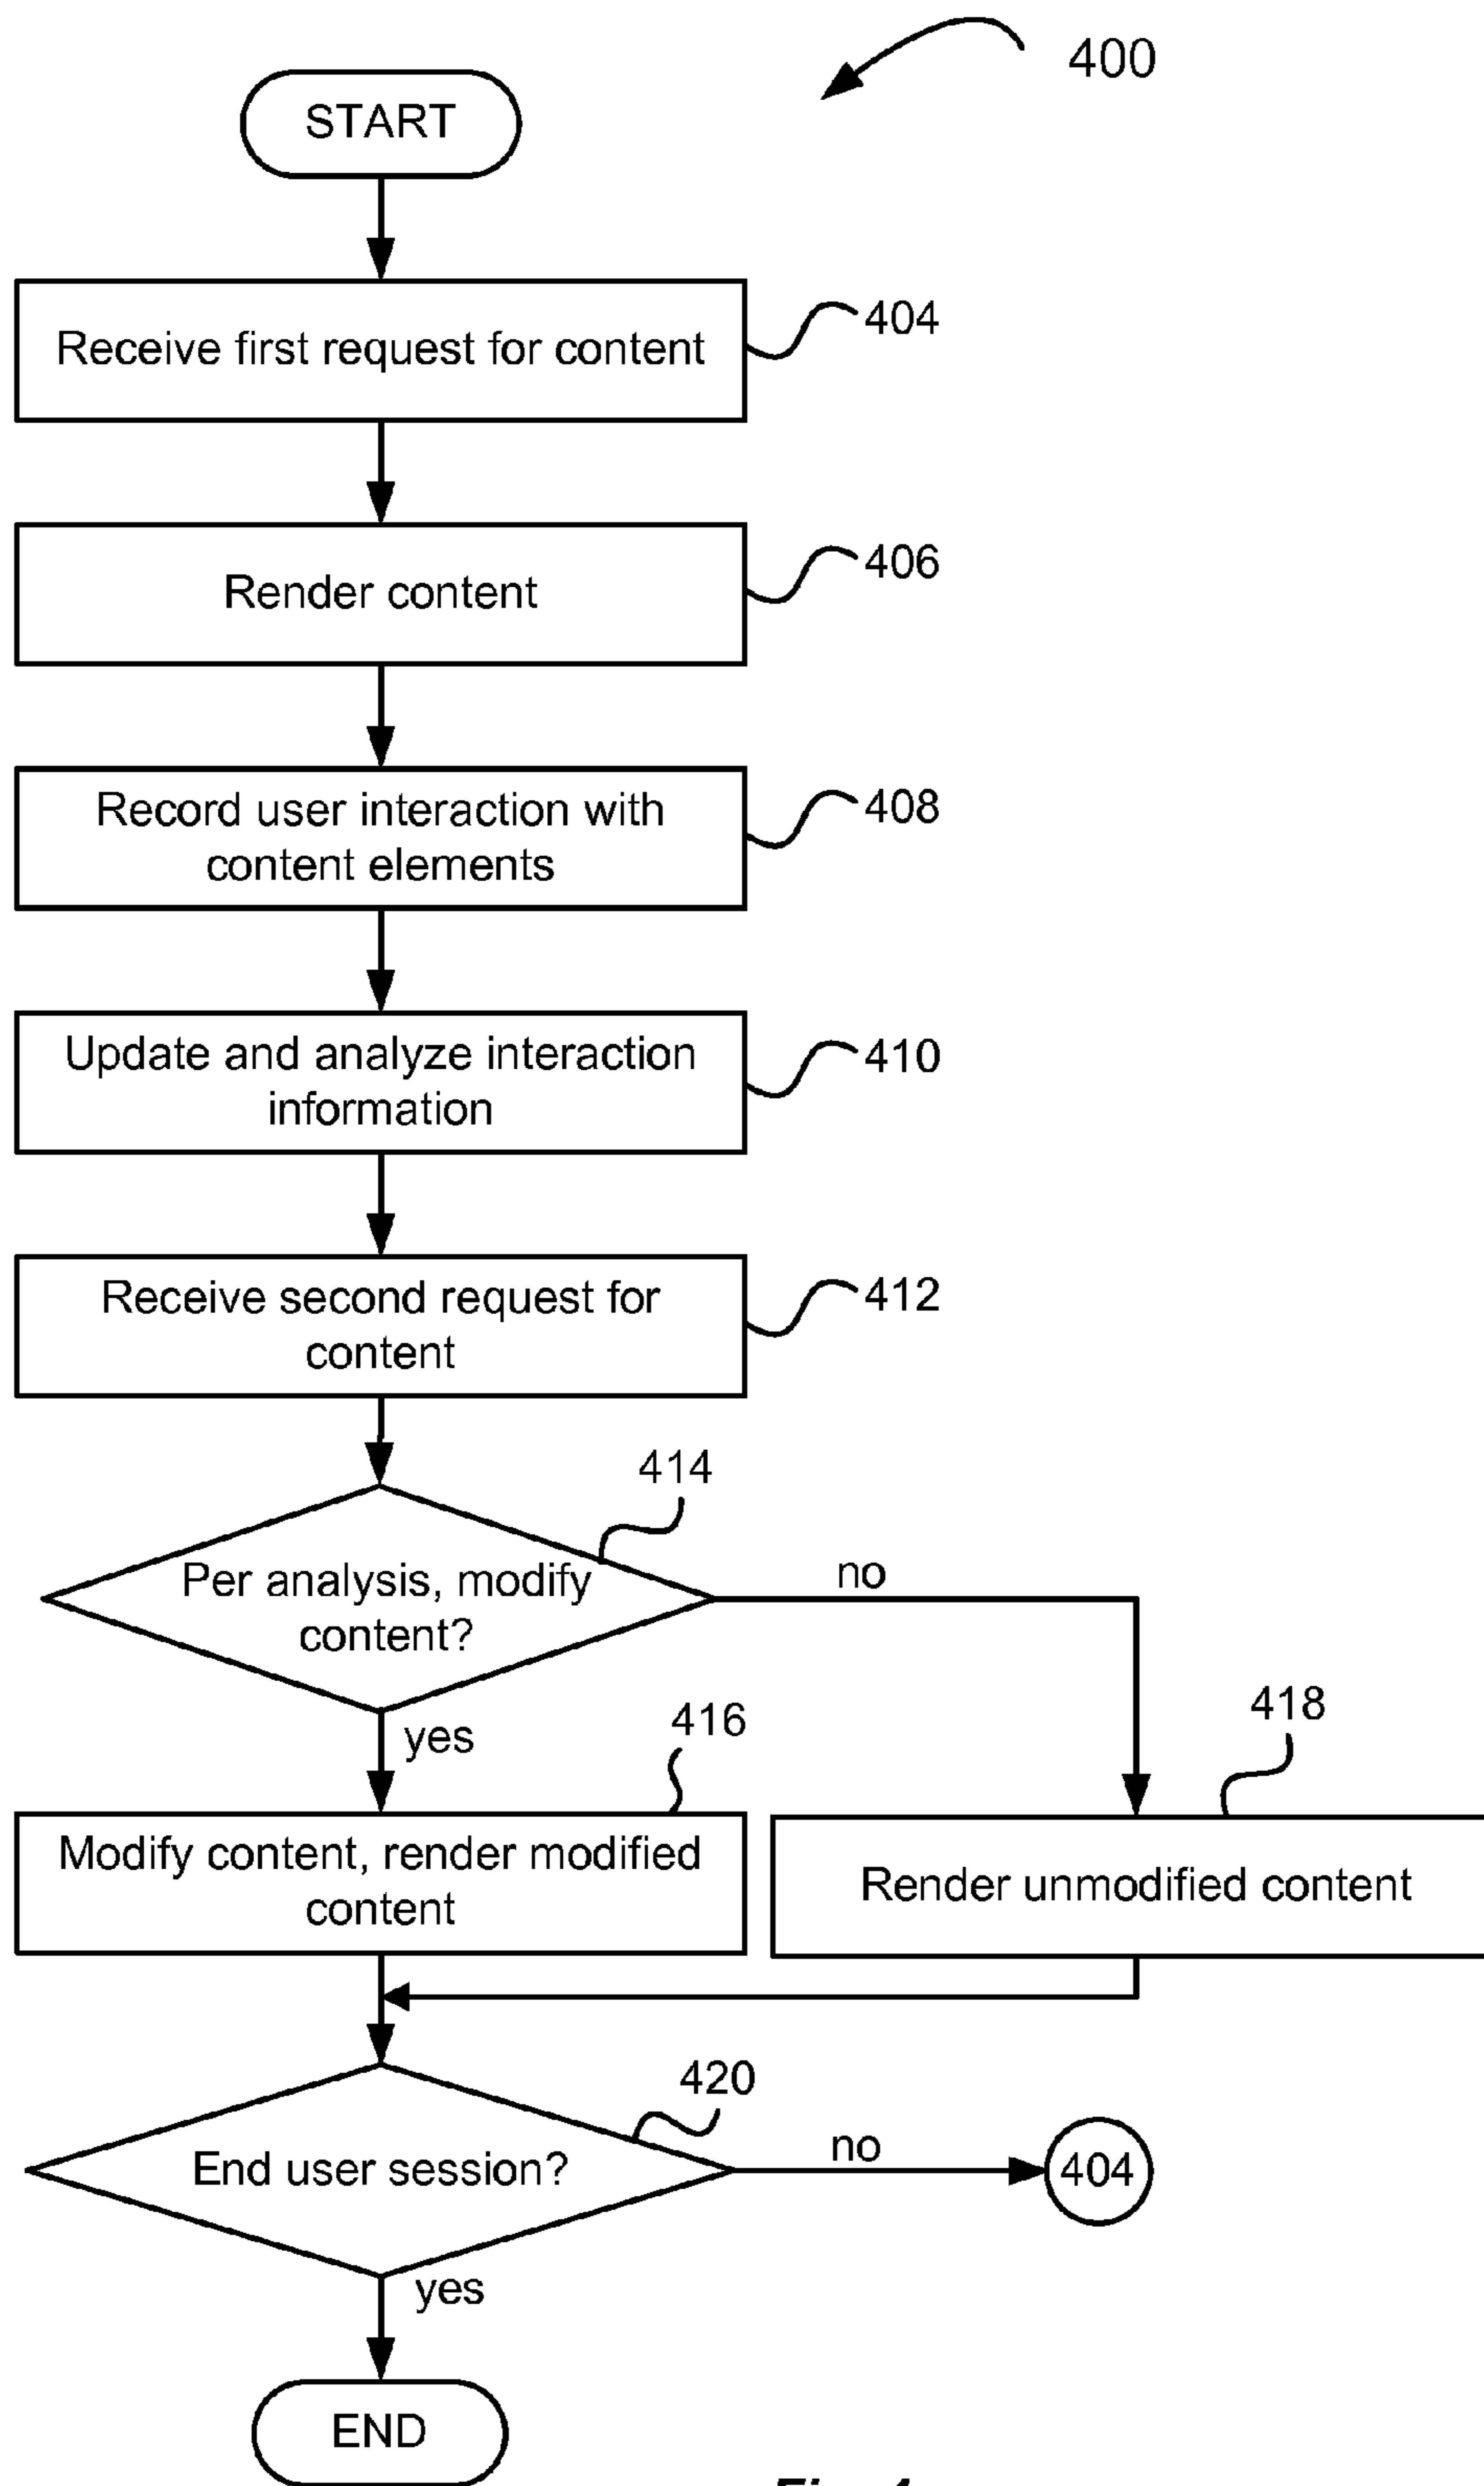 400
START
Receive first request for content
404
Render content
406
Record user interaction with
content elements
408
Update and analyze interaction
information
410
Receive second request for
content
412
414
Per analysis, modify
content?
no
yes
416
418
Modify content, render modified
content
Render unmodified content
420
End user session?
no
404
yes
END